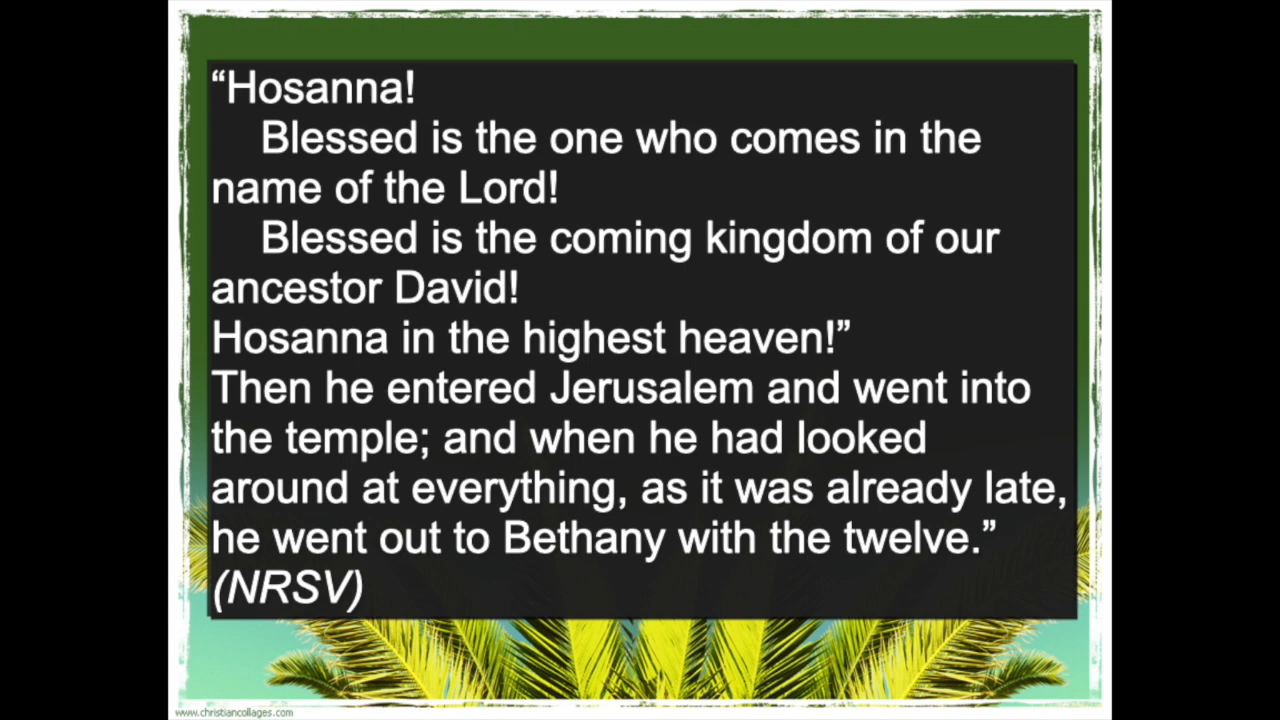 “Hosanna!
Blessed is the one who comes in the
name of the Lord!
Blessed is the coming kingdom of our
ancestor David!
Hosanna in the highest heaven!”
Then he entered Jerusalem and went into
the temple; and when he had looked
around at everything, as it was already late,
he went out to Bethany with the twelve.”
(NRSV)
www.christiancollages.com